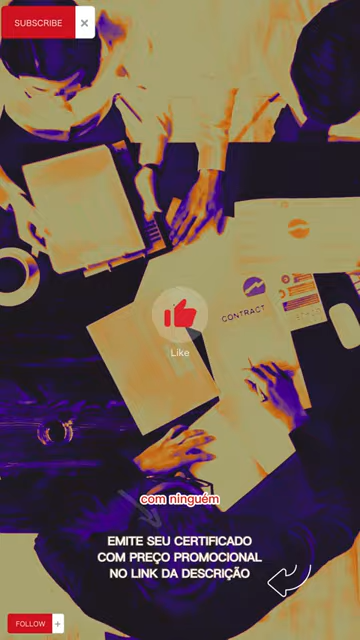 SUBSCRIBE
CONTRACT
Like
com ninguém
EMITE SEU CERTIFICADO
COM PREÇO PROMOCIONAL
NO LINK DA DESCRIÇÃO
FOLLOW